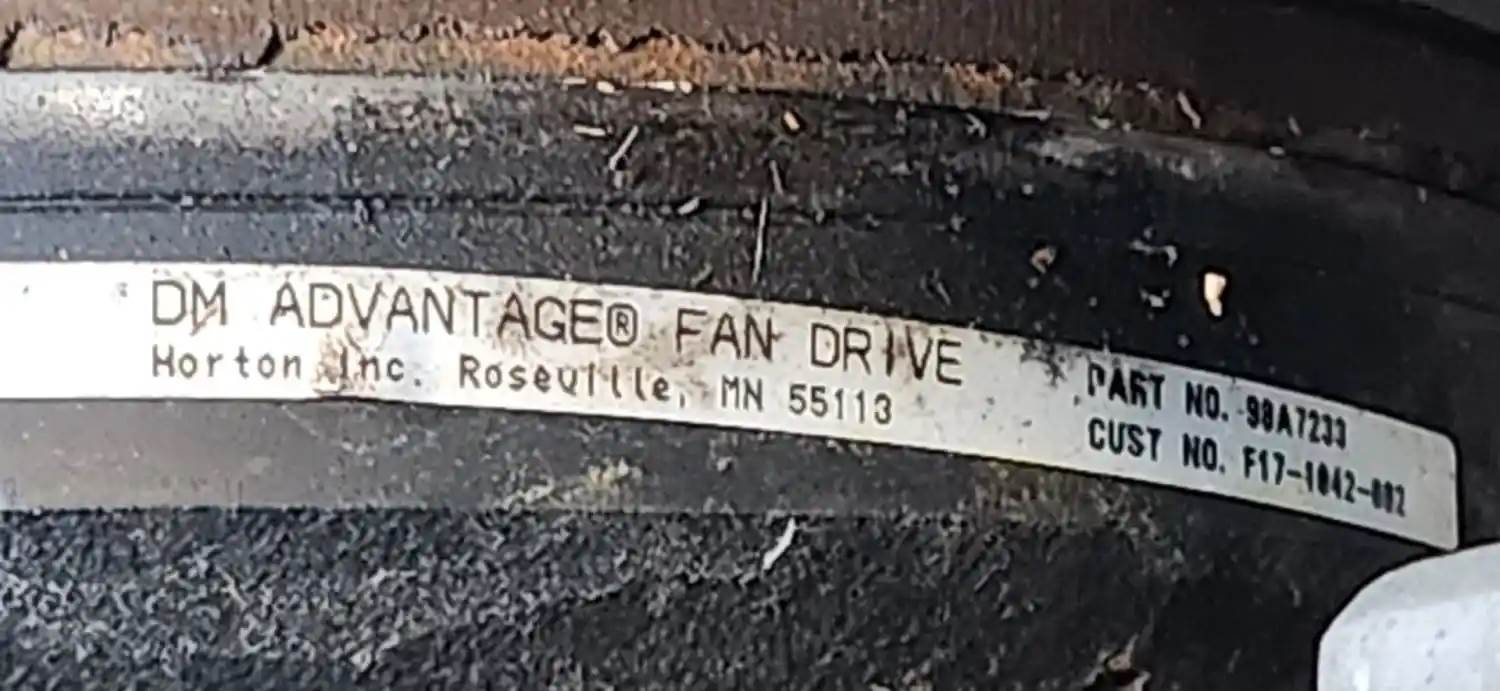 DM ADVANTAGE® FAN DRIVE
Horton Inc. Roseville, MN 55113
PART NO. 98A7233
CUST NO. F17-1042-002